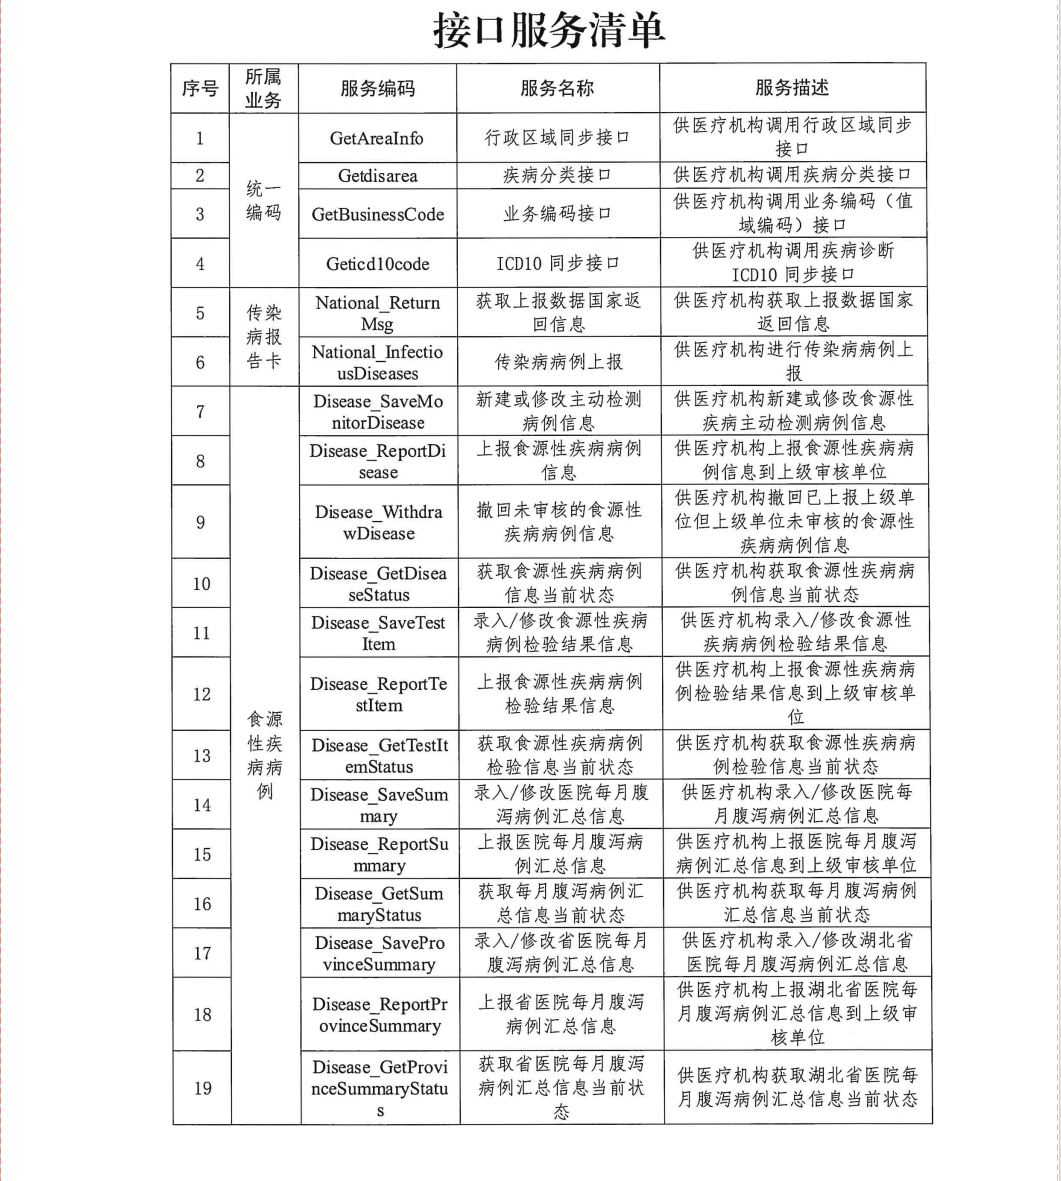 接口服务清单
序号
所属
业务
服务编码
服务名称
服务描述
1
统一
编码
GetAreaInfo
行政区域同步接口
供医疗机构调用行政区域同步
接口
2
Getdisarea
疾病分类接口
供医疗机构调用疾病分类接口
3
GetBusinessCode
业务编码接口
供医疗机构调用业务编码（值
域编码）接口
4
Geticd10code
ICD10 同步接口
供医疗机构调用疾病诊断
ICD10 同步接口
5
传染
病报
告卡
National_Return
Msg
获取上报数据国家返
回信息
供医疗机构获取上报数据国家
返回信息
6
National_Infectio
usDiseases
传染病病例上报
供医疗机构进行传染病病例上
报
7
食源
性疾
病病
例
Disease_SaveMo
nitorDisease
新建或修改主动检测
病例信息
供医疗机构新建或修改食源性
疾病主动检测病例信息
8
Disease_ReportDi
sease
上报食源性疾病病例
信息
供医疗机构上报食源性疾病病
例信息到上级审核单位
9
Disease_Withdra
wDisease
撤回未审核的食源性
疾病病例信息
供医疗机构撤回已上报上级单
位但上级单位未审核的食源性
疾病病例信息
10
Disease_GetDisea
seStatus
获取食源性疾病病例
信息当前状态
供医疗机构获取食源性疾病病
例信息当前状态
11
Disease_SaveTest
Item
录入/修改食源性疾病
病例检验结果信息
供医疗机构录入/修改食源性
疾病病例检验结果信息
12
Disease_ReportTe
stItem
上报食源性疾病病例
检验结果信息
供医疗机构上报食源性疾病病
例检验结果信息到上级审核单
位
13
Disease_GetTestIt
emStatus
获取食源性疾病病例
检验信息当前状态
供医疗机构获取食源性疾病病
例检验信息当前状态
14
Disease_SaveSum
mary
录入/修改医院每月腹
泻病例汇总信息
供医疗机构录入/修改医院每
月腹泻病例汇总信息
15
Disease_ReportSu
mmary
上报医院每月腹泻病
例汇总信息
供医疗机构上报医院每月腹泻
病例汇总信息到上级审核单位
16
Disease_GetSum
maryStatus
获取每月腹泻病例汇
总信息当前状态
供医疗机构获取每月腹泻病例
汇总信息当前状态
17
Disease_SavePro
vinceSummary
录入/修改省医院每月
腹泻病例汇总信息
供医疗机构录入/修改湖北省
医院每月腹泻病例汇总信息
18
Disease_ReportPr
ovinceSummary
上报省医院每月腹泻
病例汇总信息
供医疗机构上报湖北省医院每
月腹泻病例汇总信息到上级审
核单位
19
Disease_GetProvi
nceSummaryStatu
s
获取省医院每月腹泻
病例汇总信息当前状
态
供医疗机构获取湖北省医院每
月腹泻病例汇总信息当前状态